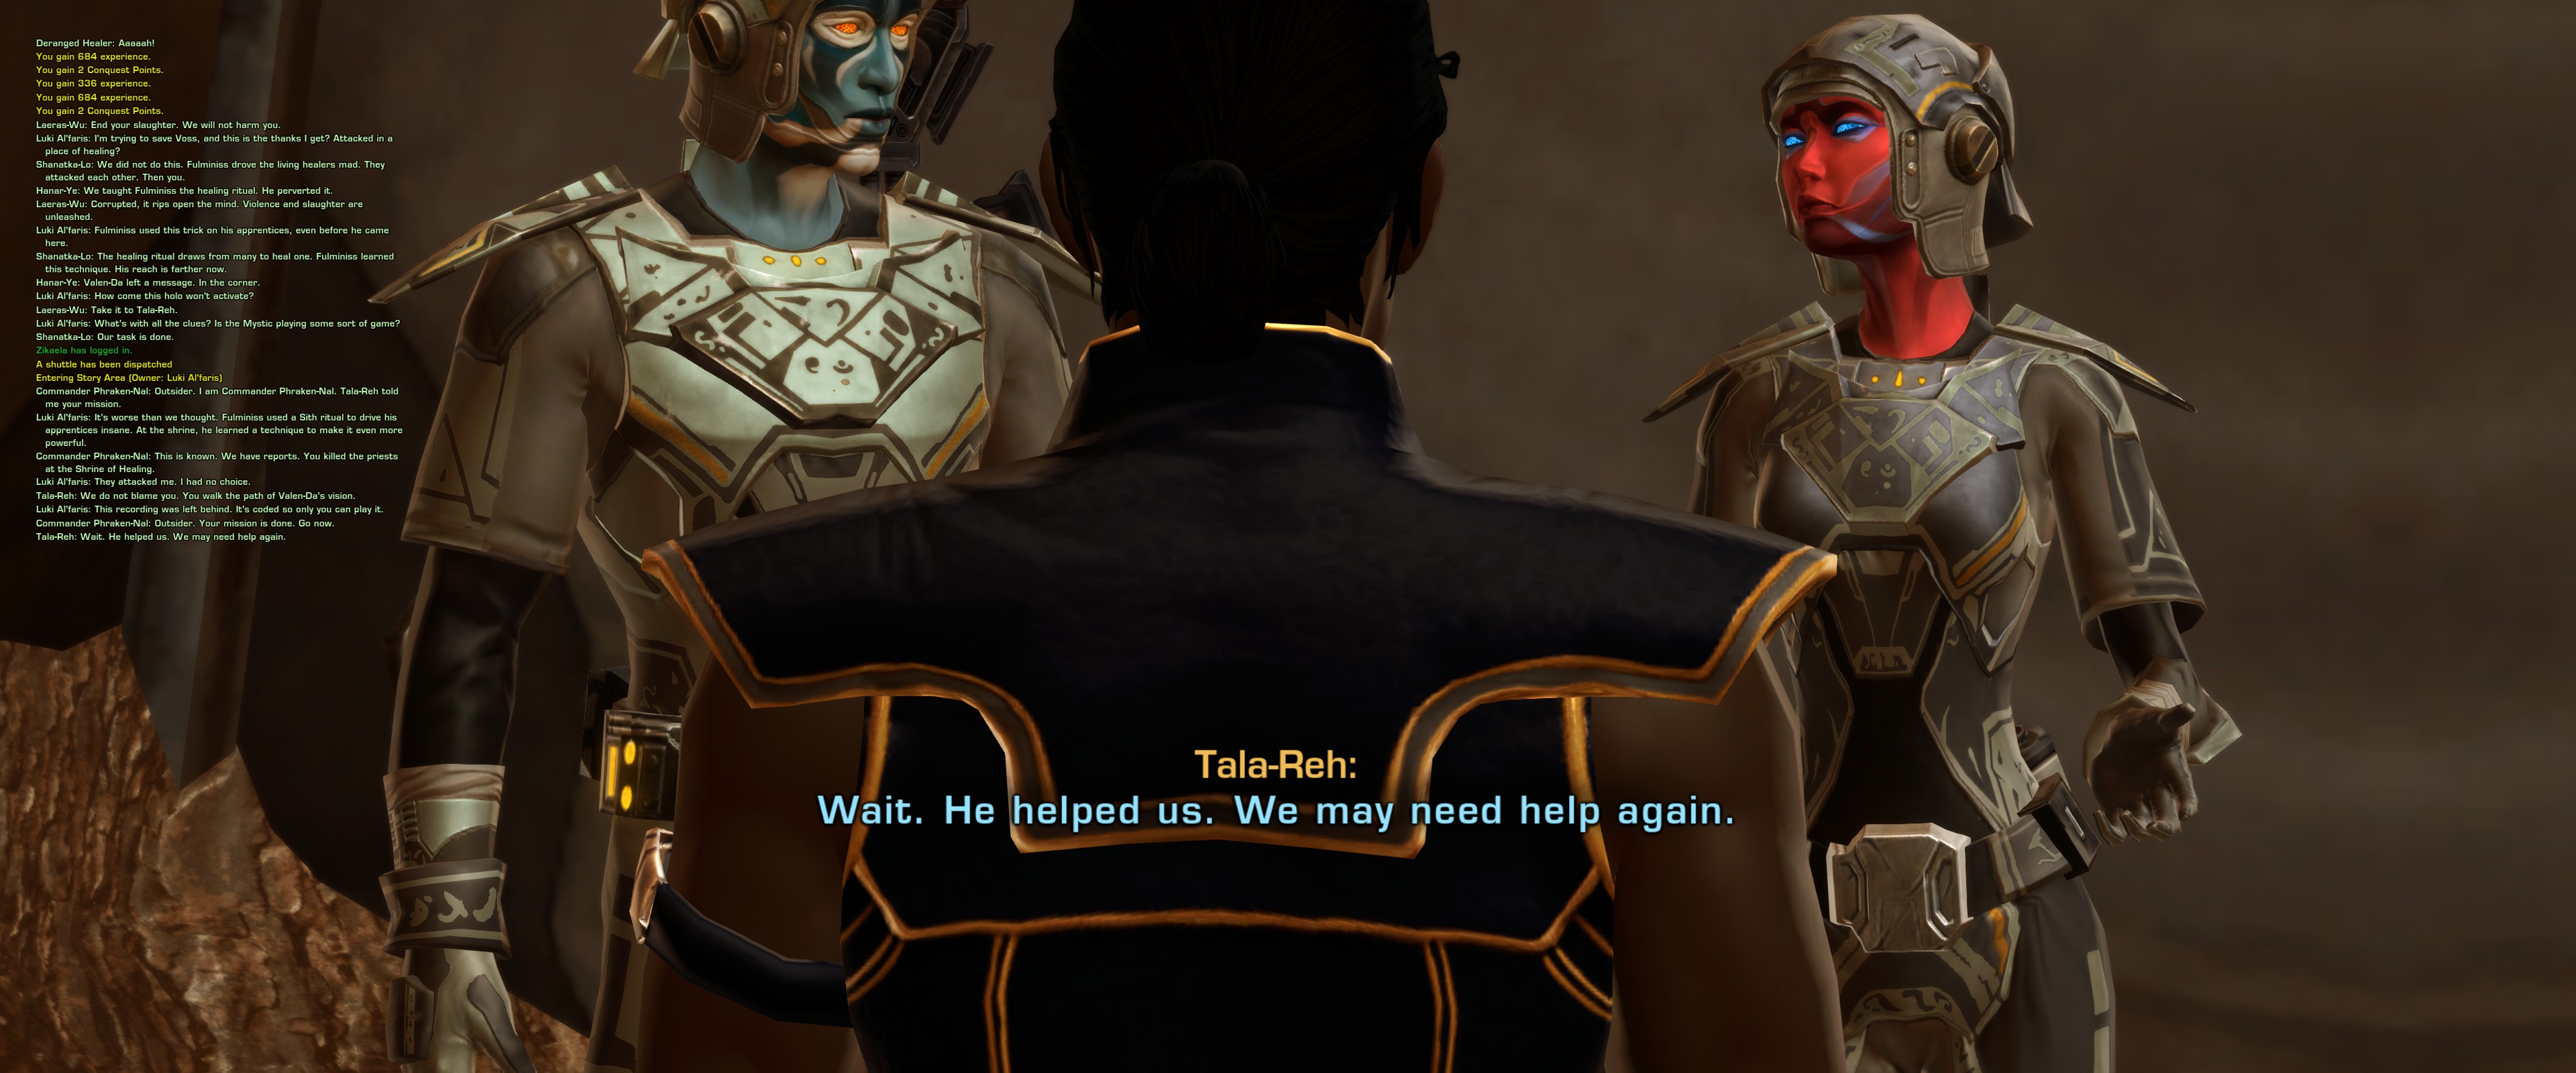 Deranged Healer: Aaaaah!
You gain 684 experience.
You gain 2 Conquest Points.
You gain 336 experience.
You gain 684 experience.
You gain 2 Conquest Points.
Laeras-Wu: End your slaughter. We will not harm you.
Luki Al'faris: I'm trying to save Voss, and this is the thanks I get? Attacked in a
place of healing?
Shanatka-Lo: We did not do this. Fulminiss drove the living healers mad. They
attacked each other. Then you.
Hanar-Ye: We taught Fulminiss the healing ritual. He perverted it.
Laeras-Wu: Corrupted, it rips open the mind. Violence and slaughter are
unleashed.
Luki Al'faris: Fulminiss used this trick on his apprentices, even before he came
here.
Shanatka-Lo: The healing ritual draws from many to heal one. Fulminiss learned
this technique. His reach is farther now.
Hanar-Ye: Valen-Da left a message. In the corner.
Luki Al'faris: How come this holo won't activate?
Laeras-Wu: Take it to Tala-Reh.
Luki Al'faris: What's with all the clues? Is the Mystic playing some sort of game?
Shanatka-Lo: Our task is done.
Zikaela has logged in.
A shuttle has been dispatched
Entering Story Area (Owner: Luki Al'faris)
Commander Phraken-Nal: Outsider. I am Commander Phraken-Nal. Tala-Reh told
me your mission.
Luki Al'faris: It's worse than we thought. Fulminiss used a Sith ritual to drive his
apprentices insane. At the shrine, he learned a technique to make it even more
powerful.
Commander Phraken-Nal: This is known. We have reports. You killed the priests
at the Shrine of Healing.
Luki Al'faris: They attacked me. I had no choice.
Tala-Reh: We do not blame you. You walk the path of Valen-Da's vision.
Luki Al'faris: This recording was left behind. It's coded so only you can play it.
Commander Phraken-Nal: Outsider. Your mission is done. Go now.
Tala-Reh: Wait. He helped us. We may need help again.
Tala-Reh:
Wait. He helped us. We may need help again.